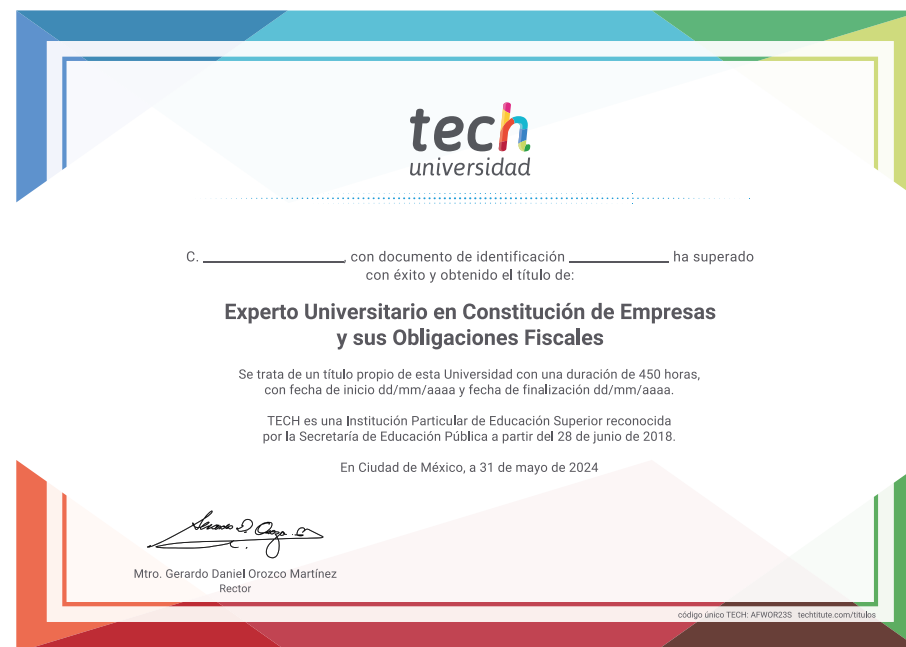 tech
universidad
C. ____________________, con documento de identificación ______________ ha superado
con éxito y obtenido el título de:
Experto Universitario en Constitución de Empresas
y sus Obligaciones Fiscales
Se trata de un título propio de esta Universidad con una duración de 450 horas,
con fecha de inicio dd/mm/aaaa y fecha de finalización dd/mm/aaaa.
TECH es una Institución Particular de Educación Superior reconocida
por la Secretaría de Educación Pública a partir del 28 de junio de 2018.
En Ciudad de México, a 31 de mayo de 2024
Mtro. Gerardo Daniel Orozco Martínez
Rector
código único TECH: AFWOR23S techtitute.com/titulos